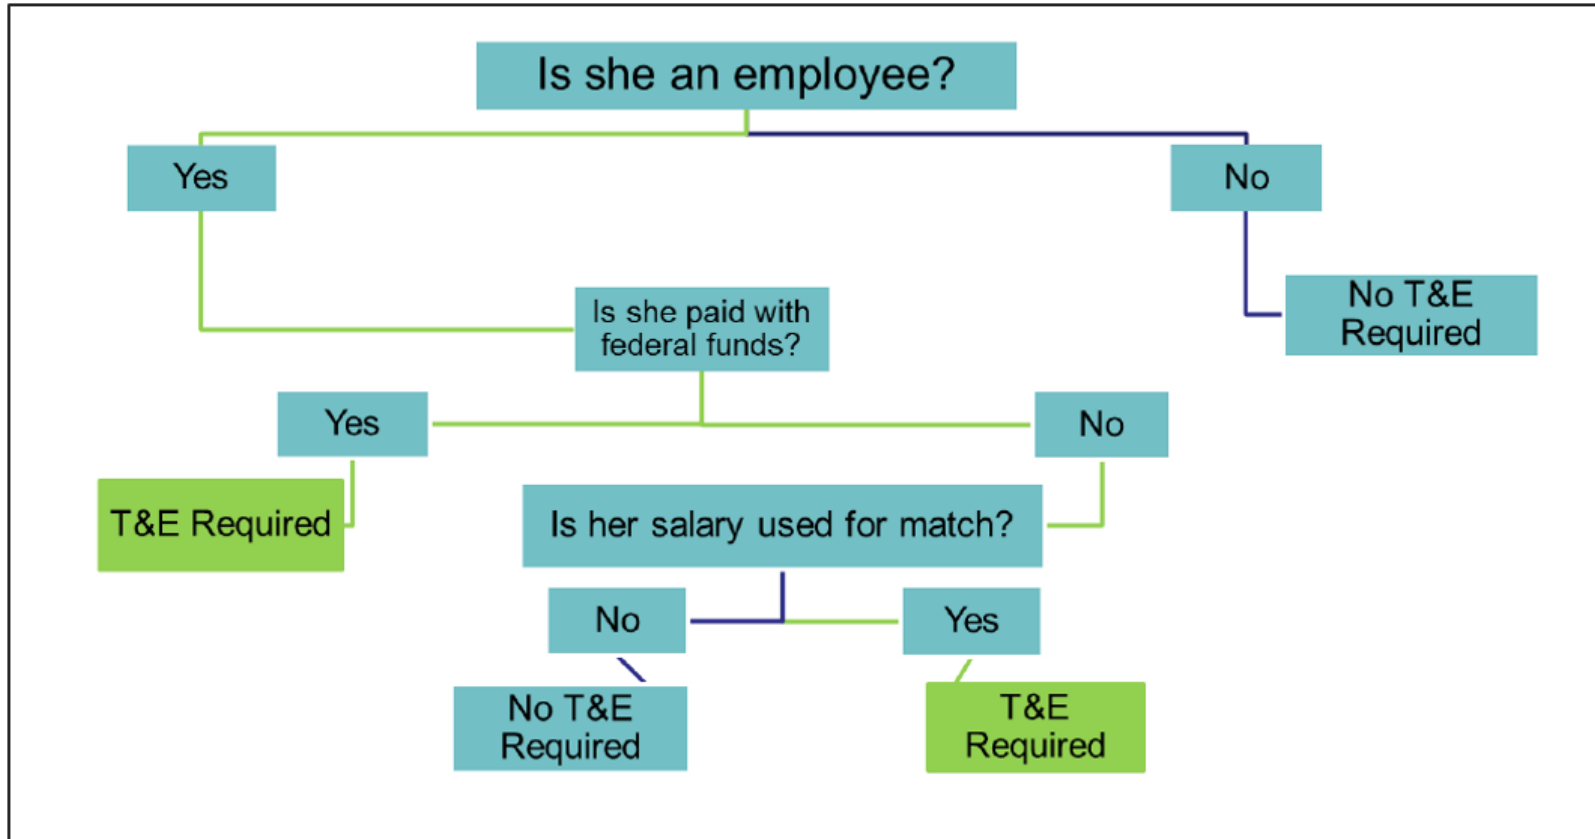 Is she an employee?
Yes
No
No T&E
Required
Is she paid with
federal funds?
Yes
No
T&E Required
Is her salary used for match?
No
Yes
No T&E
Required
T&E
Required